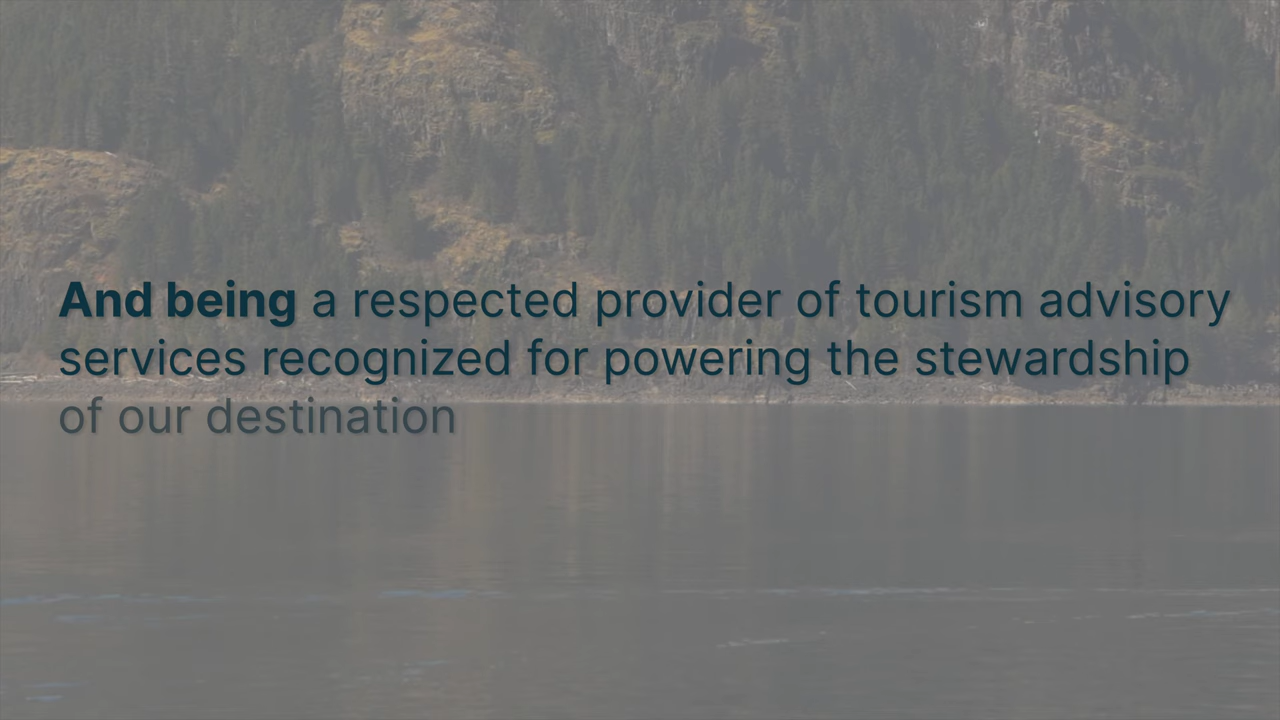 And being a respected provider of tourism advisory
services recognized for powering the stewardship
of our destination